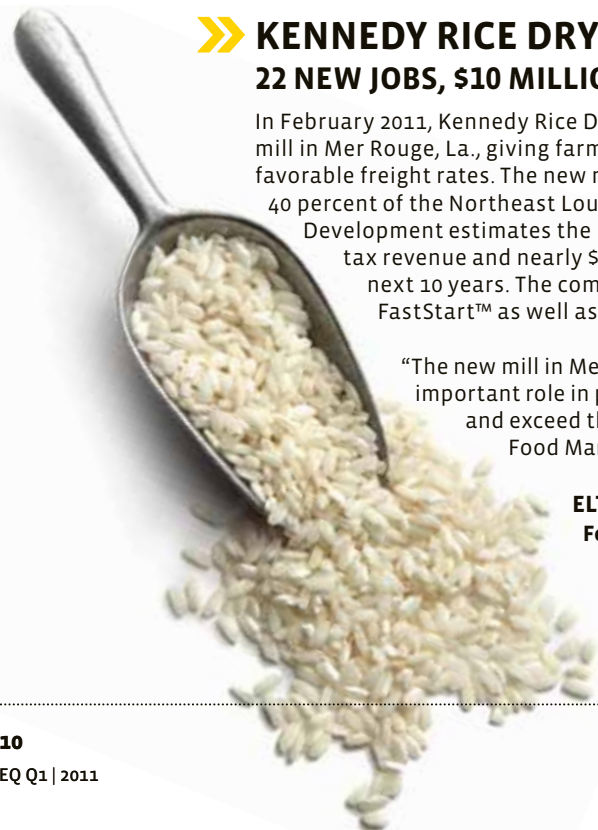 KENNEDY RICE DRY
22 NEW JOBS, $10 MILLIO
In February 2011, Kennedy Rice D
mill in Mer Rouge, La., giving farm
favorable freight rates. The new m
40 percent of the Northeast Lou
Development estimates the
tax revenue and nearly $
next 10 years. The com
FastStart™ as well as
“The new mill in Me
important role in p
and exceed th
Food Man
ELT
Fo
10
EQ Q1 | 2011